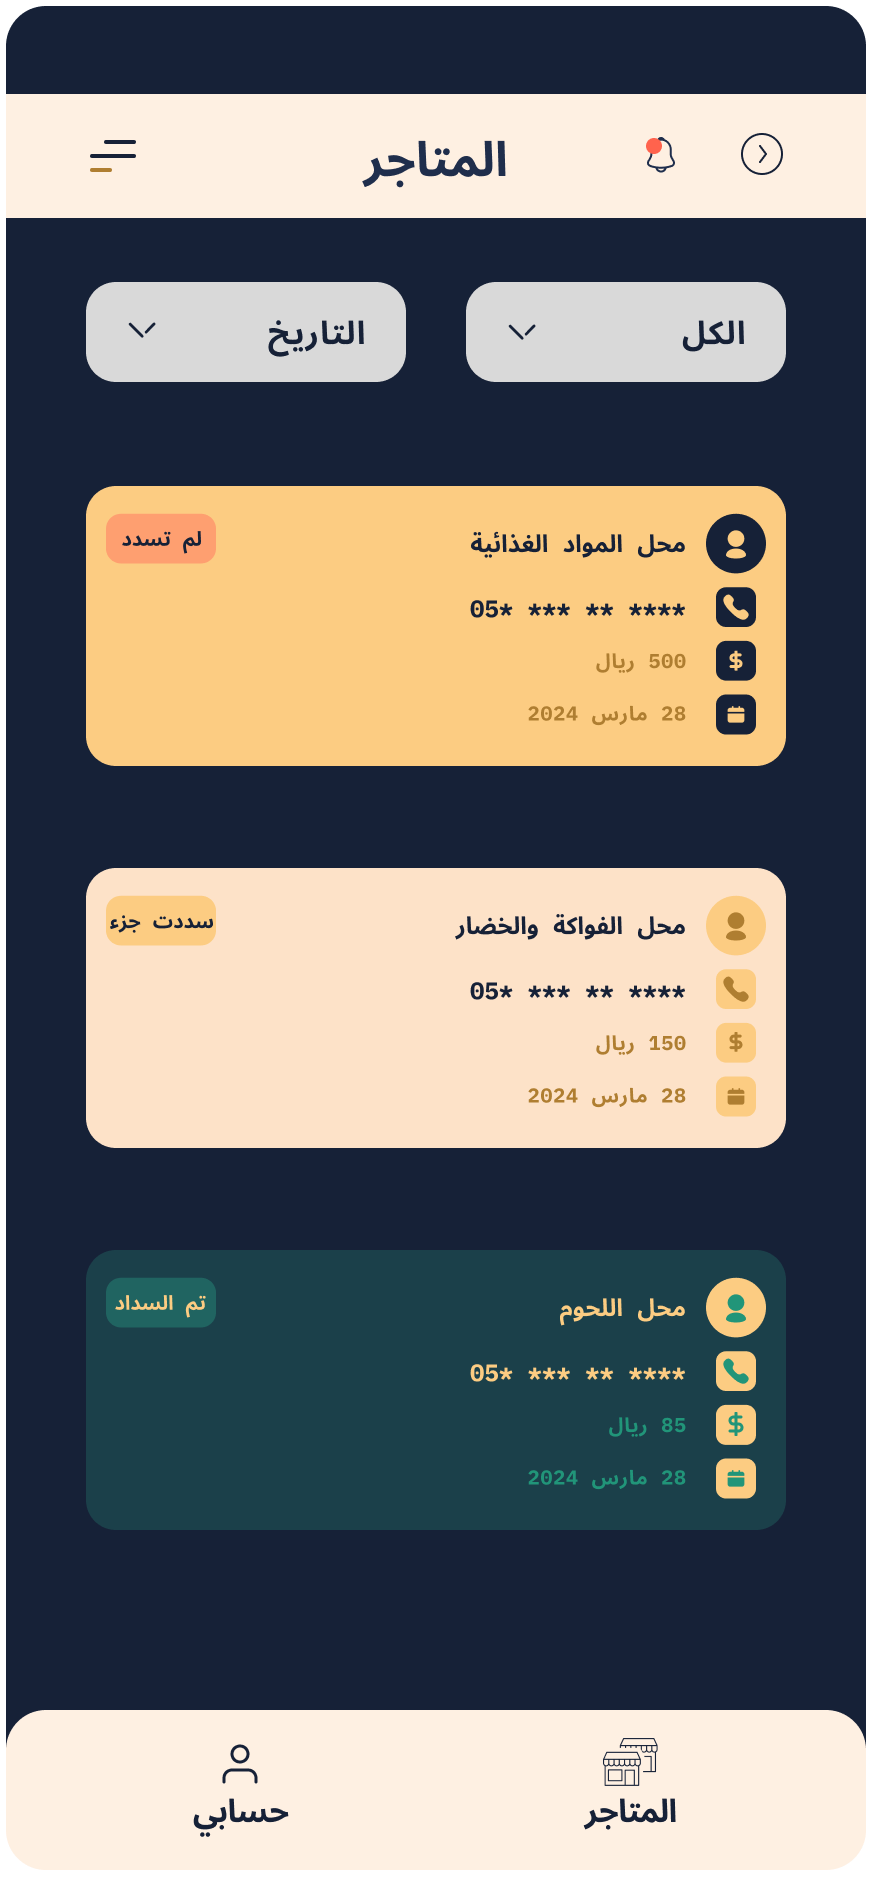 المتاجر
الكل
التاريخ
محل المواد الغذائية
لم تسدد
05* *** ** ****
500 ريال
28 مارس 2024
محل الفواكة والخضار
سددت جزء
05* *** ** ****
150 ريال
28 مارس 2024
محل اللحوم
تم السداد
05* *** ** ****
85 ريال
28 مارس 2024
المتاجر
حسابي